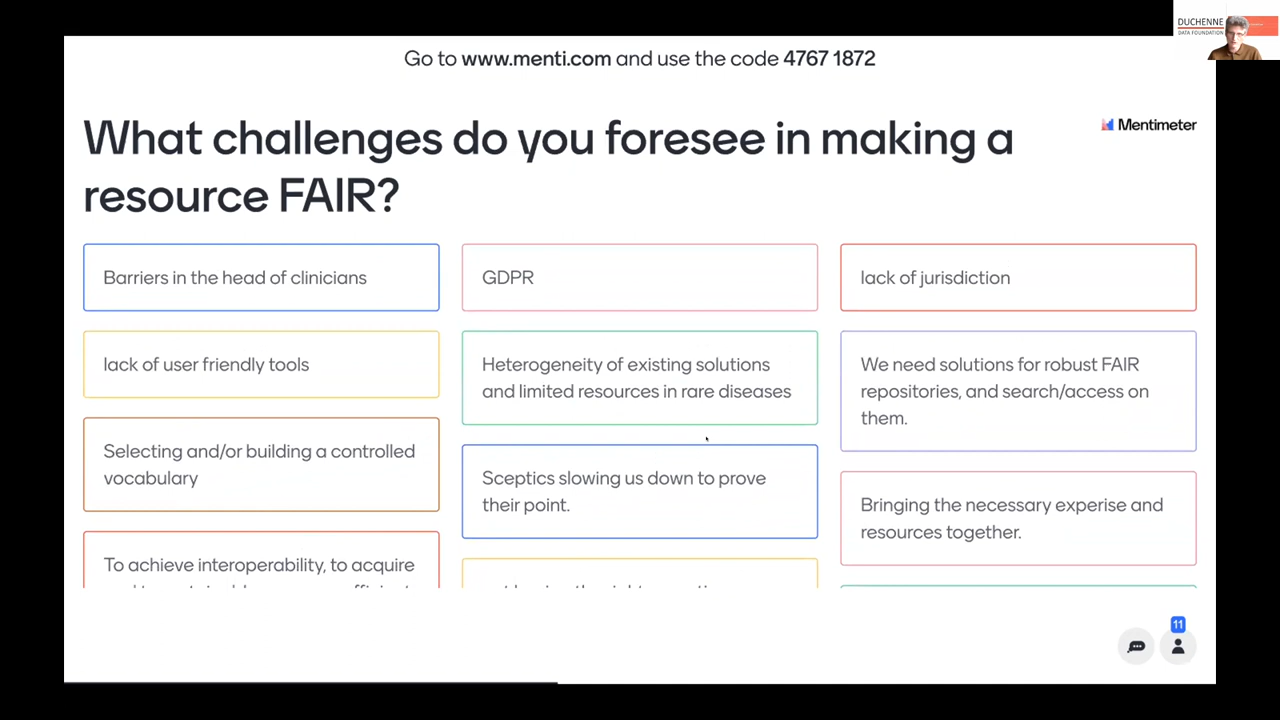 DUCHENNE
DATA FOUNDATION
Go to www.menti.com and use the code 4767 1872
What challenges do you foresee in making a
resource FAIR?
Mentimeter
Barriers in the head of clinicians
GDPR
lack of jurisdiction
lack of user friendly tools
Heterogeneity of existing solutions
and limited resources in rare diseases
We need solutions for robust FAIR
repositories, and search/access on
them.
Selecting and/or building a controlled
vocabulary
Sceptics slowing us down to prove
their point.
Bringing the necessary experise and
resources together.
To achieve interoperability, to acquire
11